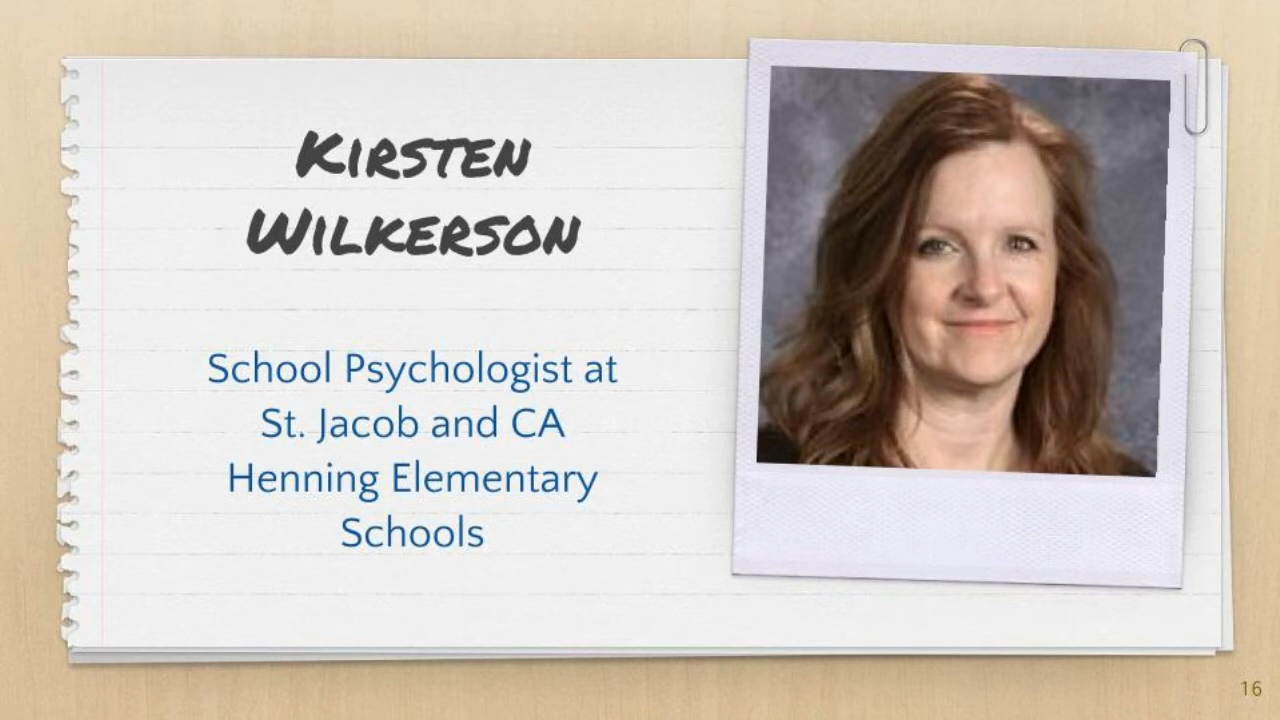 Kirsten
Wilkerson
School Psychologist at
St. Jacob and CA
Henning Elementary
Schools
16